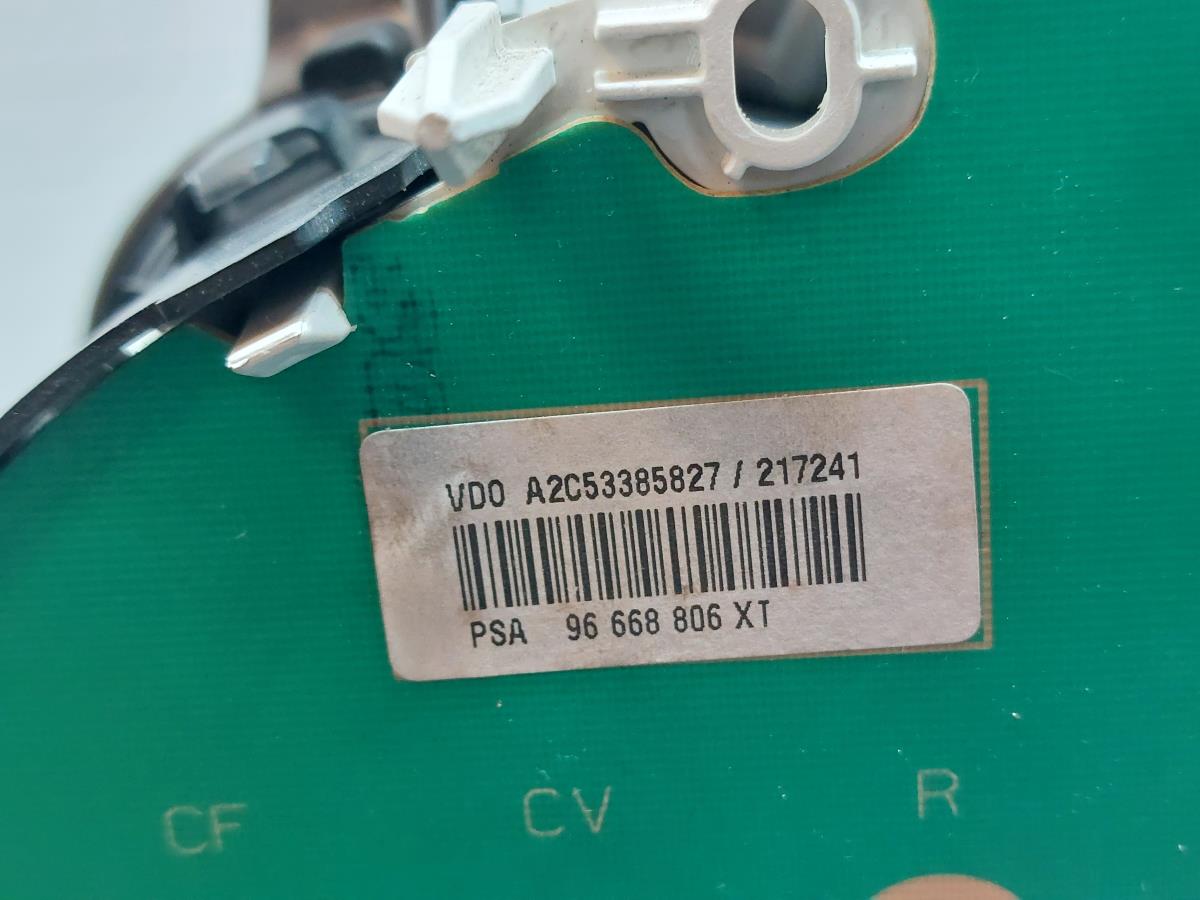 VDO A2C53385827 / 217241
PSA 96 668 806 XT
CF CV R